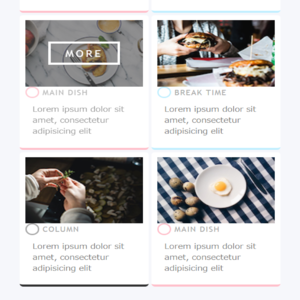 MORE
MAIN DISH
Lorem ipsum dolor sit
amet, consectetur
adipisicing elit
BREAK TIME
Lorem ipsum dolor sit
amet, consectetur
adipisicing elit
COLUMN
Lorem ipsum dolor sit
amet, consectetur
adipisicing elit
MAIN DISH
Lorem ipsum dolor sit
amet, consectetur
adipisicing elit